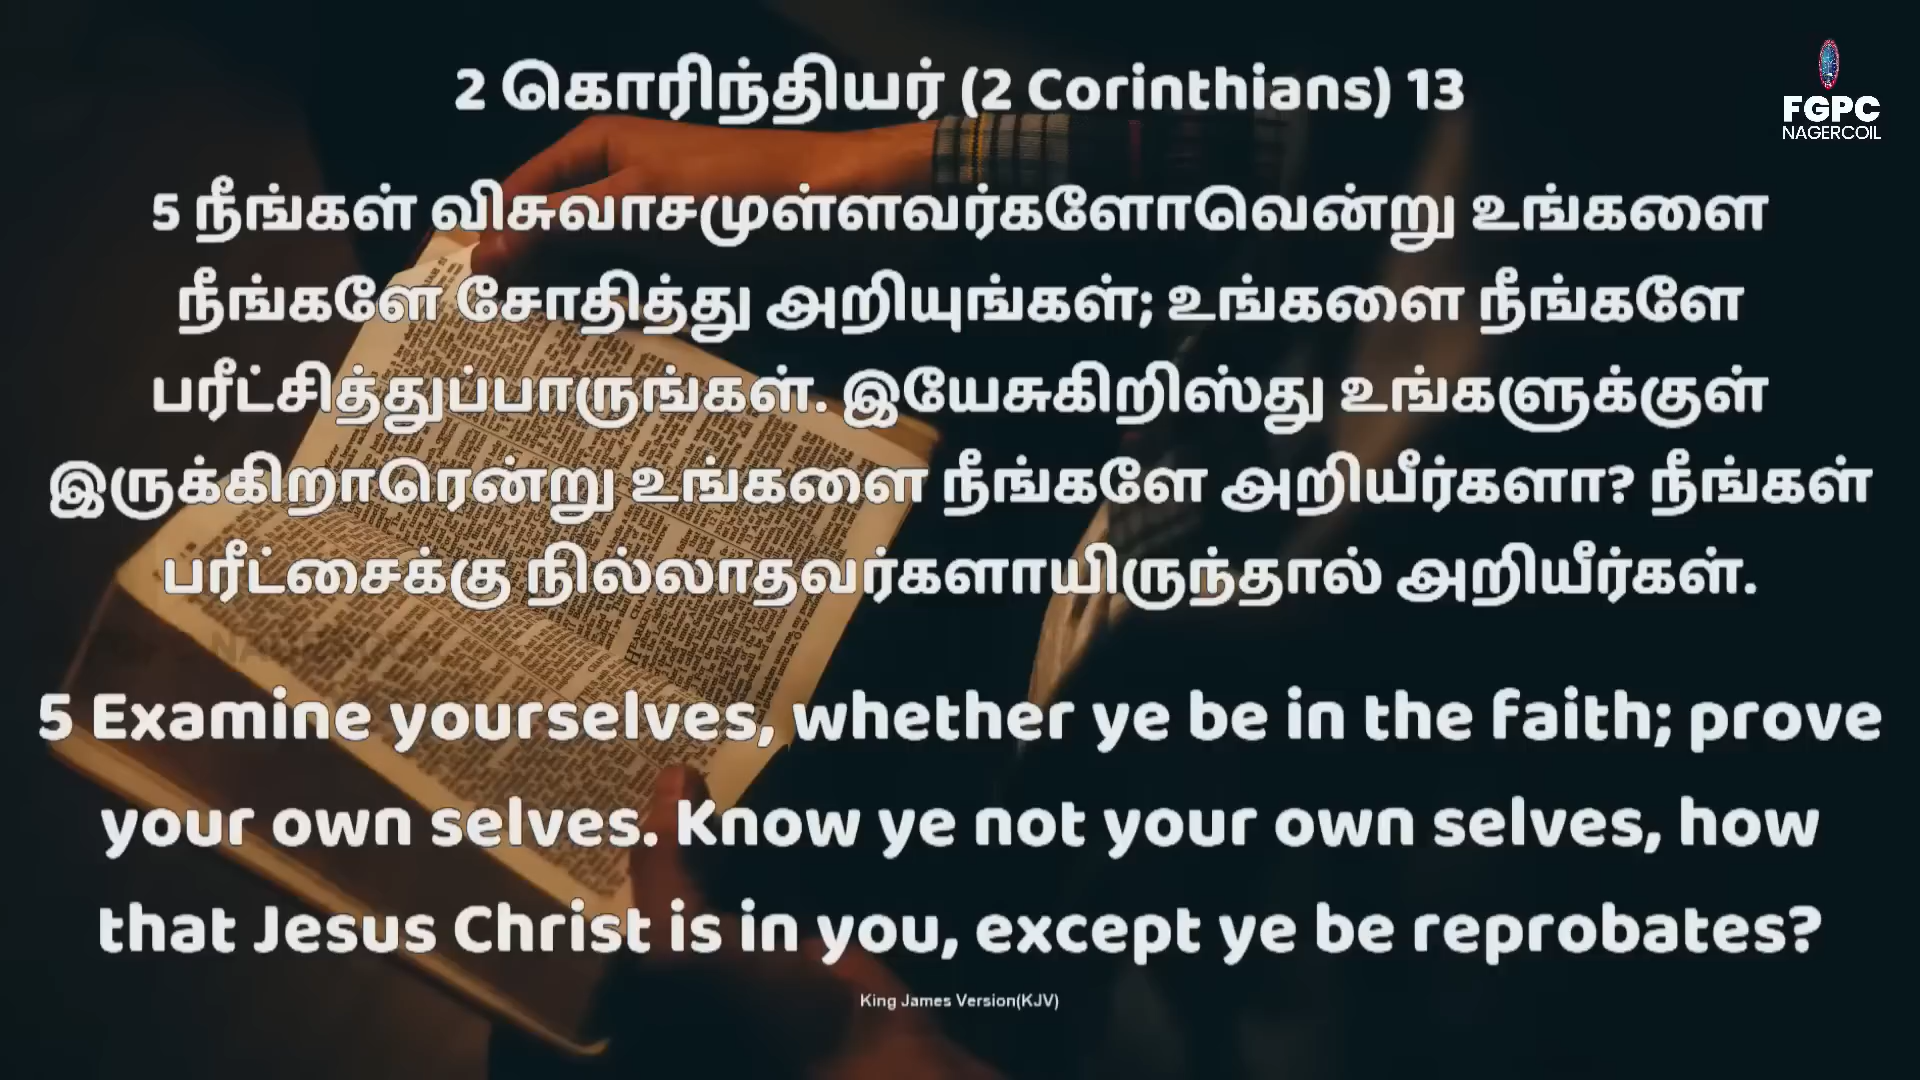 2 கொரிந்தியர் (2 Corinthians) 13
FGPC
NAGERCOIL
5 நீங்கள் விசுவாசமுள்ளவர்களோவென்று உங்களை
நீங்களே சோதித்து அறியுங்கள்; உங்களை நீங்களே
பரீட்சித்துப்பாருங்கள். இயேசுகிறிஸ்து உங்களுக்குள்
இருக்கிறாரென்று உங்களை நீங்களே அறியீர்களா? நீங்கள்
பரீட்சைக்கு நில்லாதவர்களாயிருந்தால் அறியீர்கள்.
5 Examine yourselves, whether ye be in the faith; prove
your own selves. Know ye not your own selves, how
that Jesus Christ is in you, except ye be reprobates?
King James Version(KJV)